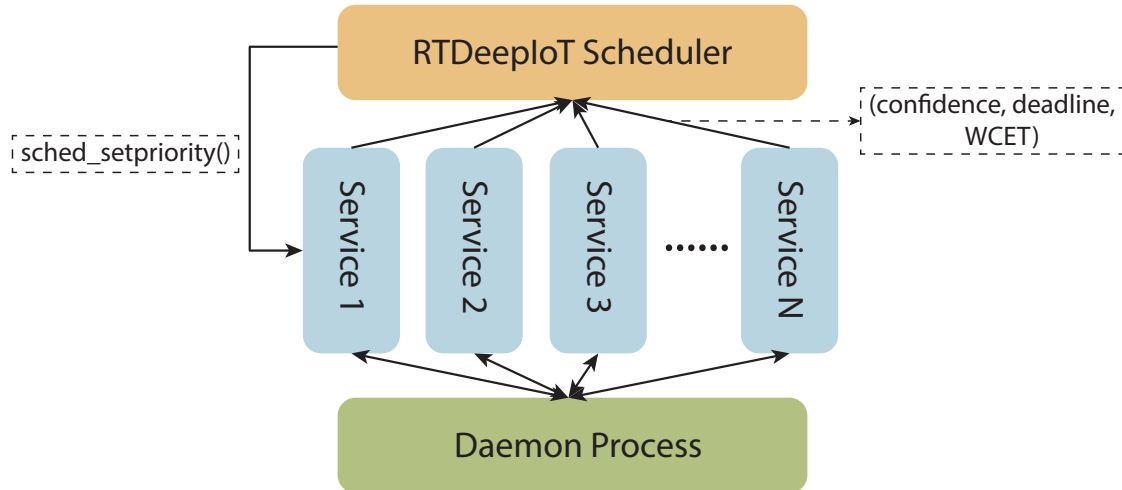 RTDeepIoT Scheduler
(confidence, deadline,
WCET)
sched_setpriority()
Service 1
Service 2
Service 3
......
Service N
Daemon Process